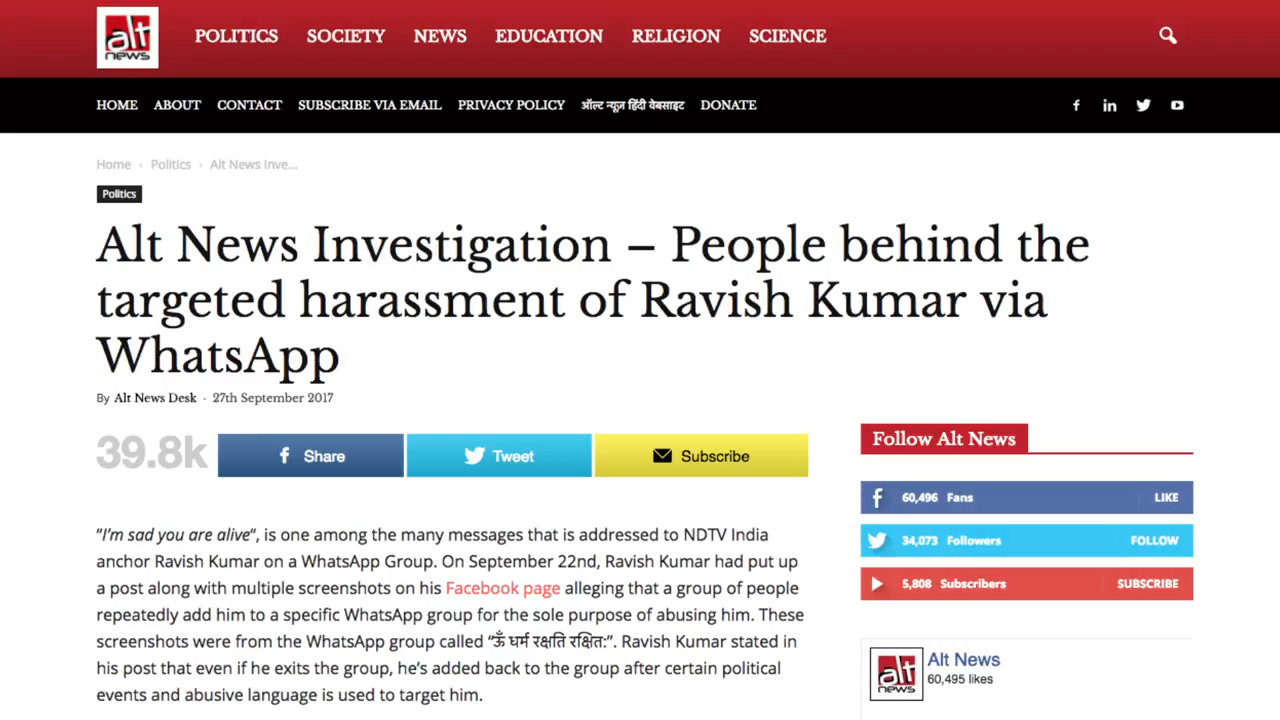 alt news
POLITICS SOCIETY NEWS EDUCATION RELIGION SCIENCE
HOME ABOUT CONTACT SUBSCRIBE VIA EMAIL PRIVACY POLICY ऑल्ट न्यूज़ हिंदी वेबसाइट DONATE
Home › Politics › Alt News Inve...
Politics
Alt News Investigation – People behind the
targeted harassment of Ravish Kumar via
WhatsApp
By Alt News Desk - 27th September 2017
39.8k Share Tweet Subscribe
"I'm sad you are alive", is one among the many messages that is addressed to NDTV India
anchor Ravish Kumar on a WhatsApp Group. On September 22nd, Ravish Kumar had put up
a post along with multiple screenshots on his Facebook page alleging that a group of people
repeatedly add him to a specific WhatsApp group for the sole purpose of abusing him. These
screenshots were from the WhatsApp group called "ऊँ धर्म रक्षति रक्षित:". Ravish Kumar stated in
his post that even if he exits the group, he's added back to the group after certain political
events and abusive language is used to target him.
Follow Alt News
60,496 Fans LIKE
34,073 Followers FOLLOW
5,808 Subscribers SUBSCRIBE
alt news
Alt News
60,495 likes